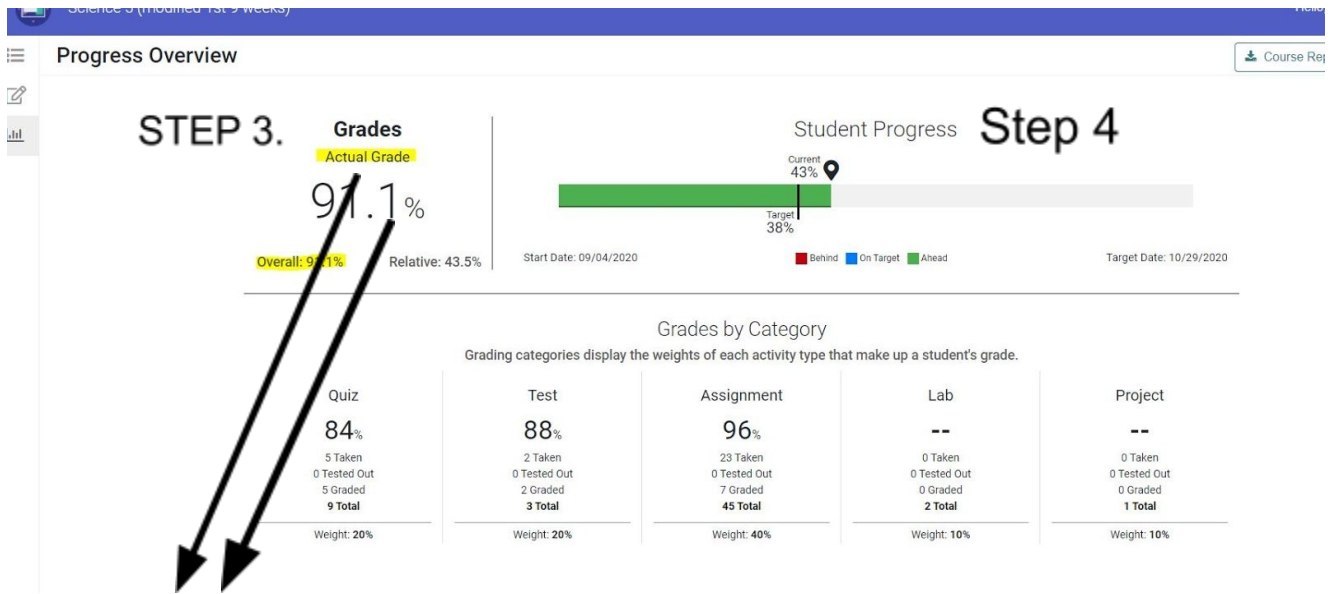 Science 5 (modified 1st 9 weeks)
Hello
Progress Overview
Course Rep
STEP 3.
Grades
Actual Grade
91.1%
Overall: 91.1%
Relative: 43.5%
Student Progress
Step 4
Current
43%
Target
38%
Start Date: 09/04/2020
Behind
On Target
Ahead
Target Date: 10/29/2020
Grades by Category
Grading categories display the weights of each activity type that make up a student's grade.
Quiz
84%
5 Taken
0 Tested Out
5 Graded
9 Total
Weight: 20%
Test
88%
2 Taken
0 Tested Out
2 Graded
3 Total
Weight: 20%
Assignment
96%
23 Taken
0 Tested Out
7 Graded
45 Total
Weight: 40%
Lab
--
0 Taken
0 Tested Out
0 Graded
2 Total
Weight: 10%
Project
--
0 Taken
0 Tested Out
0 Graded
1 Total
Weight: 10%